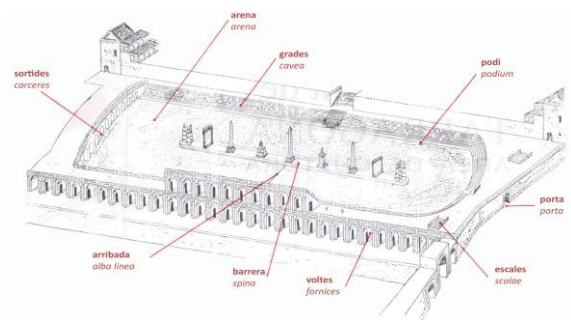 arena
arena
grades
cavea
podi
podium
sortides
carceres
porta
porta
arribada
alba linea
barrera
spina
voltes
fornices
escales
scalae